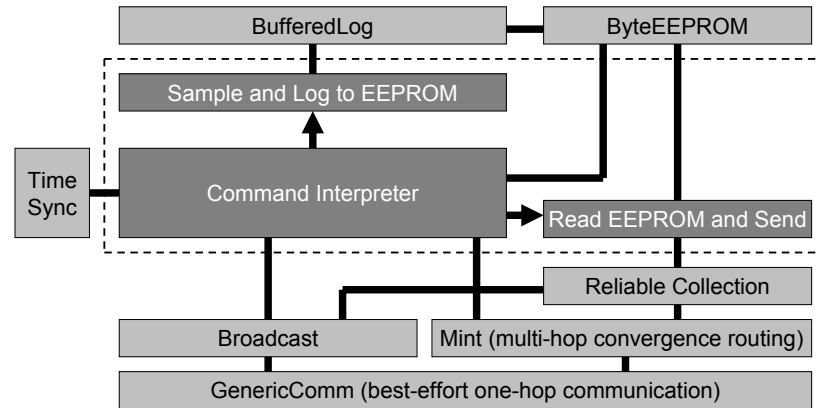 BufferedLog
ByteEEPROM
Sample and Log to EEPROM
Time
Sync
Command Interpreter
Read EEPROM and Send
Reliable Collection
Broadcast
Mint (multi-hop convergence routing)
GenericComm (best-effort one-hop communication)